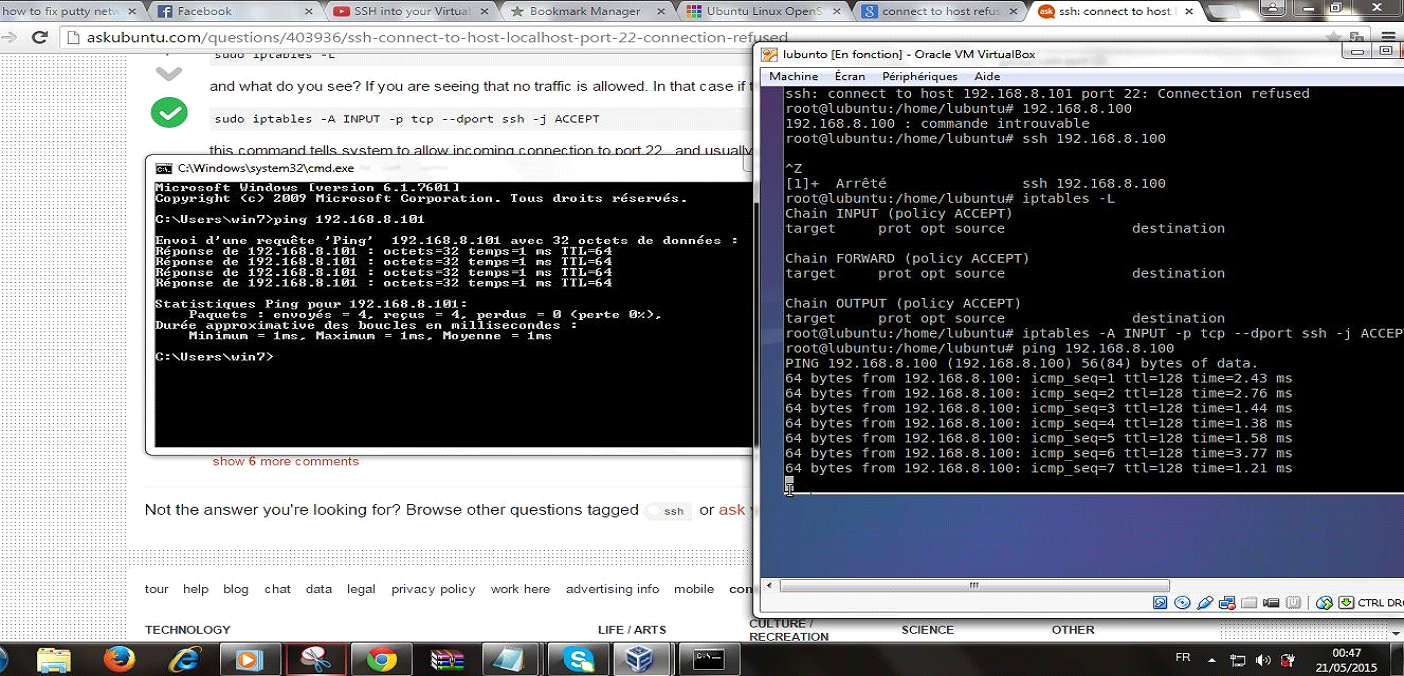 how to fix putty netw
Facebook
SSH into your Virtual
Bookmark Manager
Ubuntu Linux OpenS
connect to host refus
ssh: connect to host
askubuntu.com/questions/403936/ssh-connect-to-host-localhost-port-22-connection-refused
sudo iptables -L
and what do you see? If you are seeing that no traffic is allowed. In that case if t
sudo iptables -A INPUT -p tcp --dport ssh -j ACCEPT
this command tells system to allow incoming connection to port 22 and usually
C:\Windows\system32\cmd.exe
Microsoft Windows [version 6.1.7601]
Copyright (c) 2009 Microsoft Corporation. Tous droits réservés.
C:\Users\win7>ping 192.168.8.101
Envoi d'une requête 'Ping' 192.168.8.101 avec 32 octets de données :
Réponse de 192.168.8.101 : octets=32 temps=1 ms TTL=64
Réponse de 192.168.8.101 : octets=32 temps=1 ms TTL=64
Réponse de 192.168.8.101 : octets=32 temps=1 ms TTL=64
Réponse de 192.168.8.101 : octets=32 temps=1 ms TTL=64
Statistiques Ping pour 192.168.8.101:
Paquets : envoyés = 4, reçus = 4, perdus = 0 (perte 0%),
Durée approximative des boucles en millisecondes :
Minimum = 1ms, Maximum = 1ms, Moyenne = 1ms
C:\Users\win7>
show 6 more comments
Not the answer you're looking for? Browse other questions tagged ssh or ask y
tour help blog chat data legal privacy policy work here advertising info mobile con
TECHNOLOGY
LIFE / ARTS
CULTURE / RECREATION
SCIENCE
OTHER
lubunto [En fonction] - Oracle VM VirtualBox
Machine Écran Périphériques Aide
ssh: connect to host 192.168.8.101 port 22: Connection refused
root@lubuntu:/home/lubuntu# 192.168.8.100
192.168.8.100 : commande introuvable
root@lubuntu:/home/lubuntu# ssh 192.168.8.100
^Z
[1]+ Arrêté ssh 192.168.8.100
root@lubuntu:/home/lubuntu# iptables -L
Chain INPUT (policy ACCEPT)
target prot opt source destination
Chain FORWARD (policy ACCEPT)
target prot opt source destination
Chain OUTPUT (policy ACCEPT)
target prot opt source destination
root@lubuntu:/home/lubuntu# iptables -A INPUT -p tcp --dport ssh -j ACCEP
root@lubuntu:/home/lubuntu# ping 192.168.8.100
PING 192.168.8.100 (192.168.8.100) 56(84) bytes of data.
64 bytes from 192.168.8.100: icmp_seq=1 ttl=128 time=2.43 ms
64 bytes from 192.168.8.100: icmp_seq=2 ttl=128 time=2.76 ms
64 bytes from 192.168.8.100: icmp_seq=3 ttl=128 time=1.44 ms
64 bytes from 192.168.8.100: icmp_seq=4 ttl=128 time=1.38 ms
64 bytes from 192.168.8.100: icmp_seq=5 ttl=128 time=1.58 ms
64 bytes from 192.168.8.100: icmp_seq=6 ttl=128 time=3.77 ms
64 bytes from 192.168.8.100: icmp_seq=7 ttl=128 time=1.21 ms
CTRL DRO
FR
00:47
21/05/2015